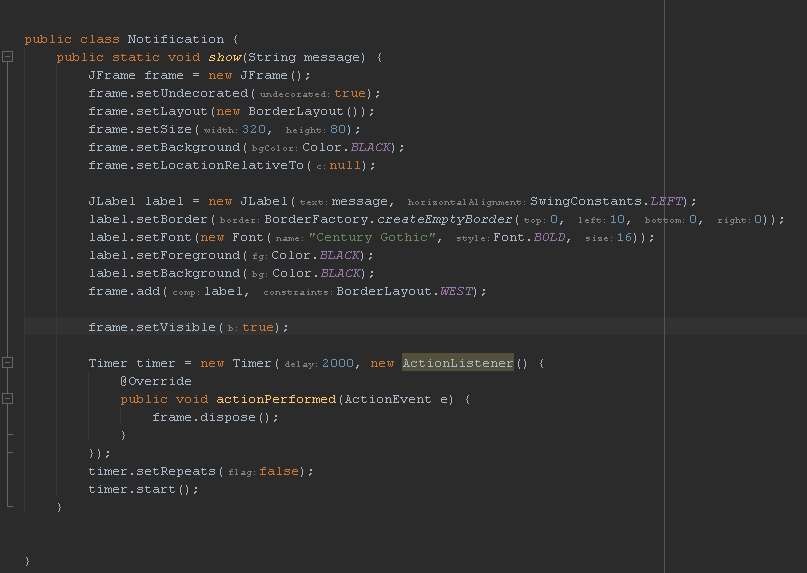 public class Notification {
public static void show(String message) {
JFrame frame = new JFrame();
frame.setUndecorated( undecorated: true);
frame.setLayout(new BorderLayout());
frame.setSize( width: 320, height: 80);
frame.setBackground( bgColor: Color.BLACK);
frame.setLocationRelativeTo( c: null);
JLabel label = new JLabel( text: message, horizontalAlignment: SwingConstants.LEFT);
label.setBorder( border: BorderFactory.createEmptyBorder( top: 0, left: 10, bottom: 0, right: 0));
label.setFont(new Font( name: "Century Gothic", style: Font.BOLD, size: 16));
label.setForeground( fg: Color.BLACK);
label.setBackground( bg: Color.BLACK);
frame.add( comp: label, constraints: BorderLayout.WEST);
frame.setVisible( b: true);
Timer timer = new Timer( delay: 2000, new ActionListener() {
@Override
public void actionPerformed(ActionEvent e) {
frame.dispose();
}
});
timer.setRepeats( flag: false);
timer.start();
}
}